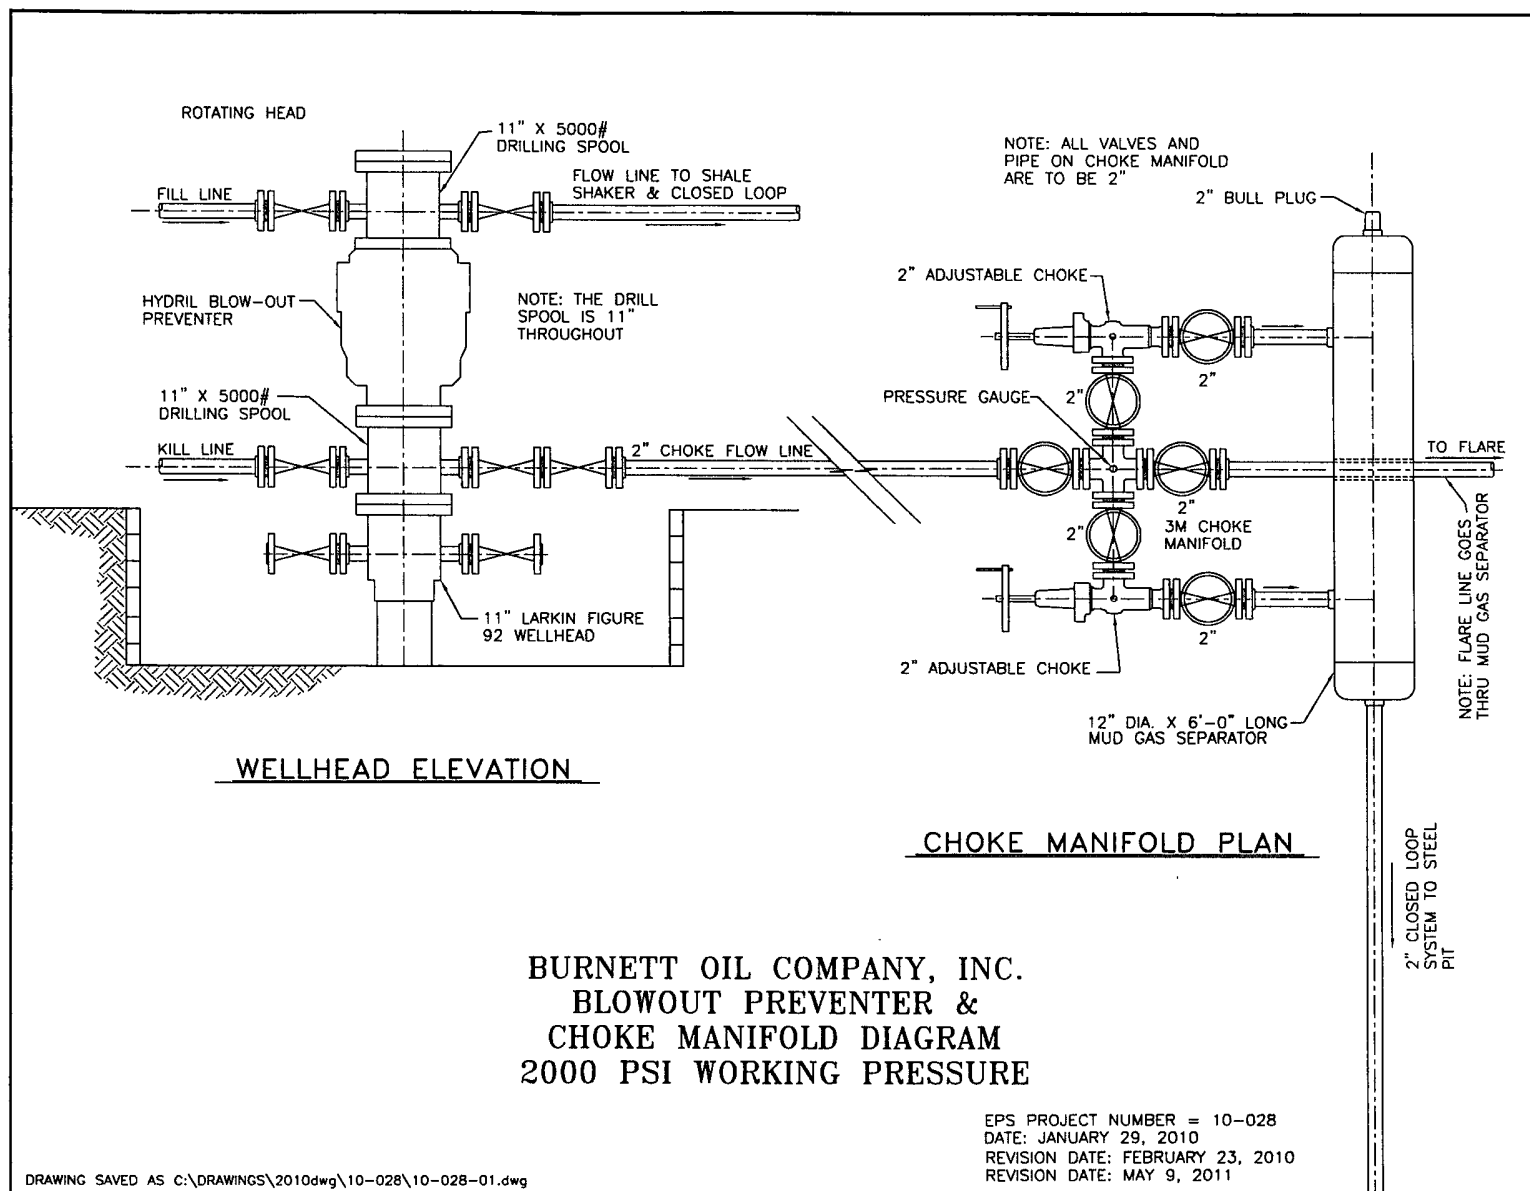 ROTATING HEAD
11" X 5000#
DRILLING SPOOL
FILL LINE
FLOW LINE TO SHALE
SHAKER & CLOSED LOOP
HYDRIL BLOW-OUT
PREVENTER
NOTE: THE DRILL
SPOOL IS 11"
THROUGHOUT
11" X 5000#
DRILLING SPOOL
KILL LINE
2" CHOKE FLOW LINE
11" LARKIN FIGURE
92 WELLHEAD
WELLHEAD ELEVATION
NOTE: ALL VALVES AND
PIPE ON CHOKE MANIFOLD
ARE TO BE 2"
2" BULL PLUG
2" ADJUSTABLE CHOKE
2"
2"
PRESSURE GAUGE
TO FLARE
2"
2"
3M CHOKE
MANIFOLD
2"
2" ADJUSTABLE CHOKE
NOTE: FLARE LINE GOES
THRU MUD GAS SEPARATOR
12" DIA. X 6'-0" LONG
MUD GAS SEPARATOR
CHOKE MANIFOLD PLAN
2" CLOSED LOOP
SYSTEM TO STEEL
PIT
BURNETT OIL COMPANY, INC.
BLOWOUT PREVENTER &
CHOKE MANIFOLD DIAGRAM
2000 PSI WORKING PRESSURE
EPS PROJECT NUMBER = 10-028
DATE: JANUARY 29, 2010
REVISION DATE: FEBRUARY 23, 2010
REVISION DATE: MAY 9, 2011
DRAWING SAVED AS C:\DRAWINGS\2010dwg\10-028\10-028-01.dwg